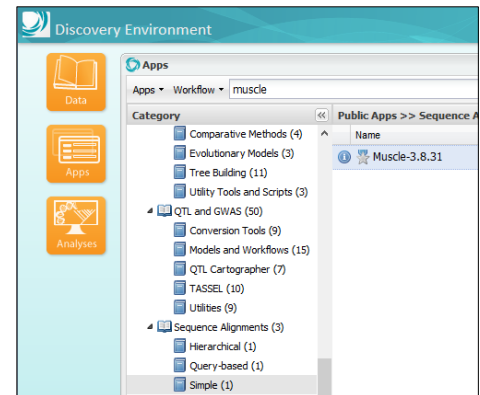 Discovery Environment
Data
Apps
Analyses
Apps
Apps Workflow muscle
Category
Comparative Methods (4)
Evolutionary Models (3)
Tree Building (11)
Utility Tools and Scripts (3)
QTL and GWAS (50)
Conversion Tools (9)
Models and Workflows (15)
QTL Cartographer (7)
TASSEL (10)
Utilities (9)
Sequence Alignments (3)
Hierarchical (1)
Query-based (1)
Simple (1)
Public Apps >> Sequence A
Name
Muscle-3.8.31